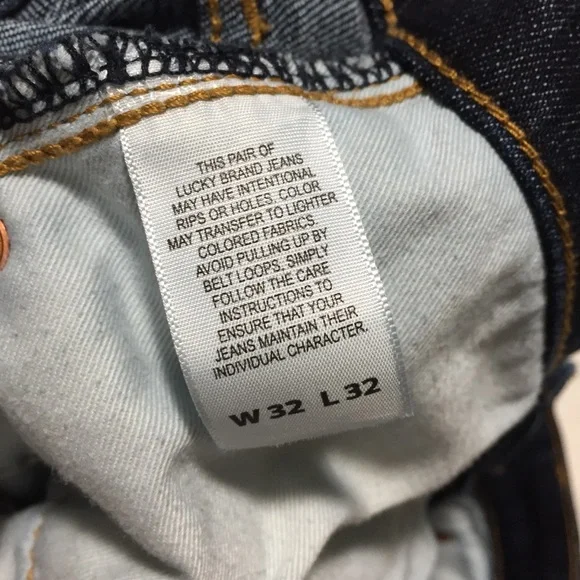 THIS PAIR OF
LUCKY BRAND JEANS
MAY HAVE INTENTIONAL
RIPS OR HOLES. COLOR
MAY TRANSFER TO LIGHTER
COLORED FABRICS.
AVOID PULLING UP BY
BELT LOOPS. SIMPLY
FOLLOW THE CARE
INSTRUCTIONS TO
ENSURE THAT YOUR
JEANS MAINTAIN THEIR
INDIVIDUAL CHARACTER.
W 32 L 32